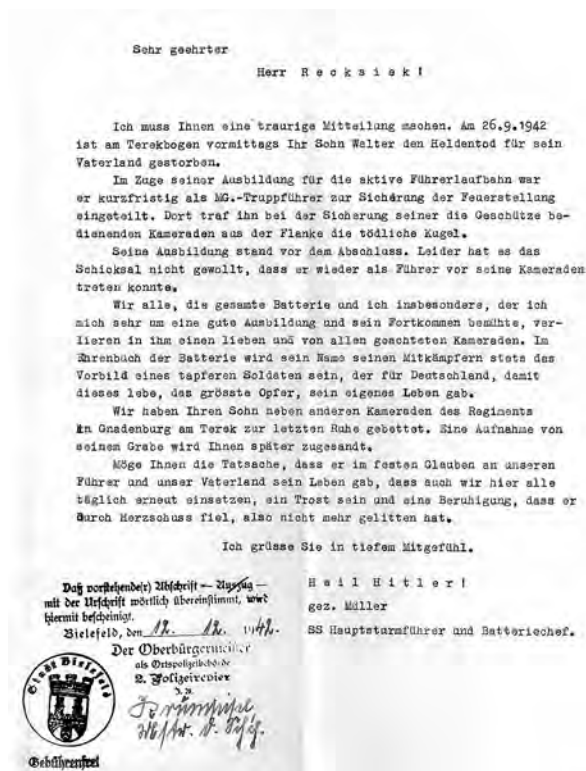 Sehr geehrter
Herr R e c k s i e k !
Ich muss Ihnen eine traurige Mitteilung machen. Am 26.9.1942
ist am Terekbogen vormittags Ihr Sohn Walter den Heldentod für sein
Vaterland gestorben.
Im Zuge seiner Ausbildung für die aktive Führerlaufbahn war
er kurzfristig als MG.-Truppführer zur Sicherung der Feuerstellung
eingeteilt. Dort traf ihn bei der Sicherung seiner die Geschütze be-
dienenden Kameraden aus der Flanke die tödliche Kugel.
Seine Ausbildung stand vor dem Abschluss. Leider hat es das
Schicksal nicht gewollt, dass er wieder als Führer vor seine Kameraden
treten konnte.
Wir alle, die gesamte Batterie und ich insbesondere, der ich
mich sehr um eine gute Ausbildung und sein Fortkommen bemühte, ver-
lieren in ihm einen lieben und von allen geachteten Kameraden. Im
Ehrenbuch der Batterie wird sein Name seinen Mitkämpfern stets das
Vorbild eines tapferen Soldaten sein, der für Deutschland, damit
dieses lebe, das grösste Opfer, sein eigenes Leben gab.
Wir haben Ihren Sohn neben anderen Kameraden des Regiments
in Gnadenburg am Terek zur letzten Ruhe gebettet. Eine Aufnahme von
seinem Grabe wird Ihnen später zugesandt.
Möge Ihnen die Tatsache, dass er im festen Glauben an unseren
Führer und unser Vaterland sein Leben gab, dass auch wir hier alle
täglich erneut einsetzen, ein Trost sein und eine Beruhigung, dass er
durch Herzschuss fiel, also nicht mehr gelitten hat.
Ich grüsse Sie in tiefem Mitgefühl.
H e i l  H i t l e r !
gez. Müller
SS Hauptsturmführer und Batteriechef.
Daß vorstehende(r) Abschrift — Auszug —
mit der Urschrift wörtlich übereinstimmt, wird
hiermit bescheinigt.
Bielefeld, den 12. 12. 1942.
Der Oberbürgermeister
als Ortspolizeibehörde
2. Polizeirevier
Stadt Bielefeld
Gebührenfrei